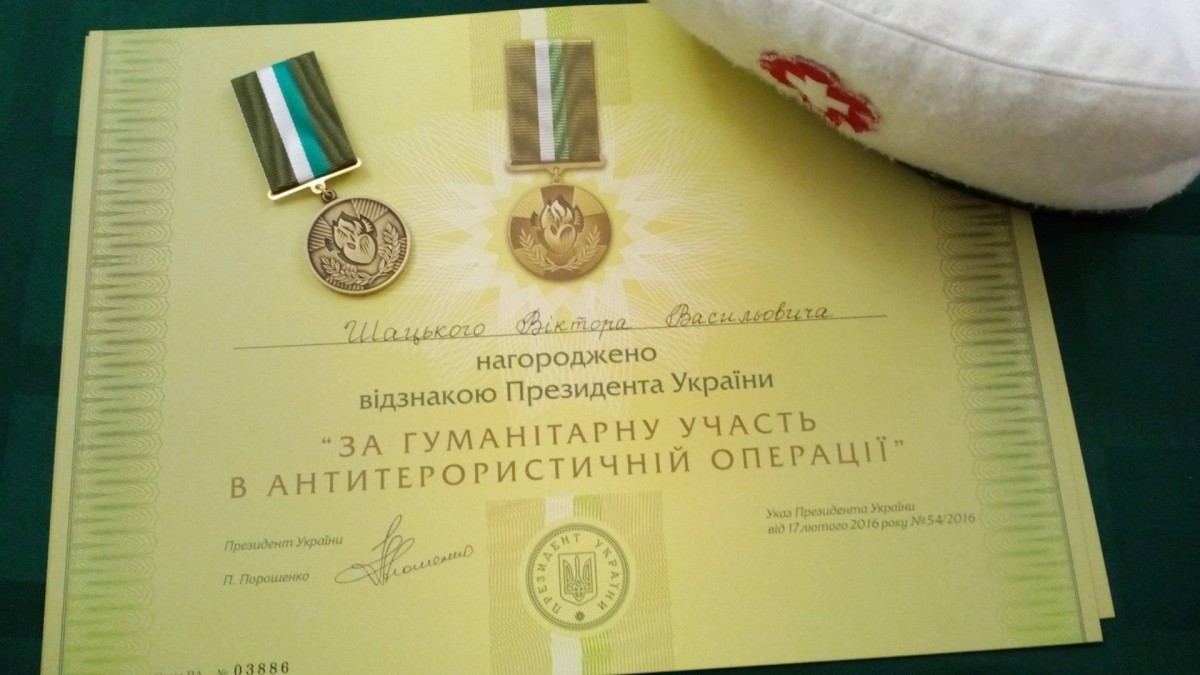 Шацького Віктора Васильовича
нагороджено
відзнакою Президента України
“ЗА ГУМАНІТАРНУ УЧАСТЬ
В АНТИТЕРОРИСТИЧНІЙ ОПЕРАЦІЇ”
Президент України
П. Порошенко
ПРЕЗИДЕНТ УКРАЇНИ
Указ Президента України
від 17 лютого 2016 року №54/2016
№ 03886